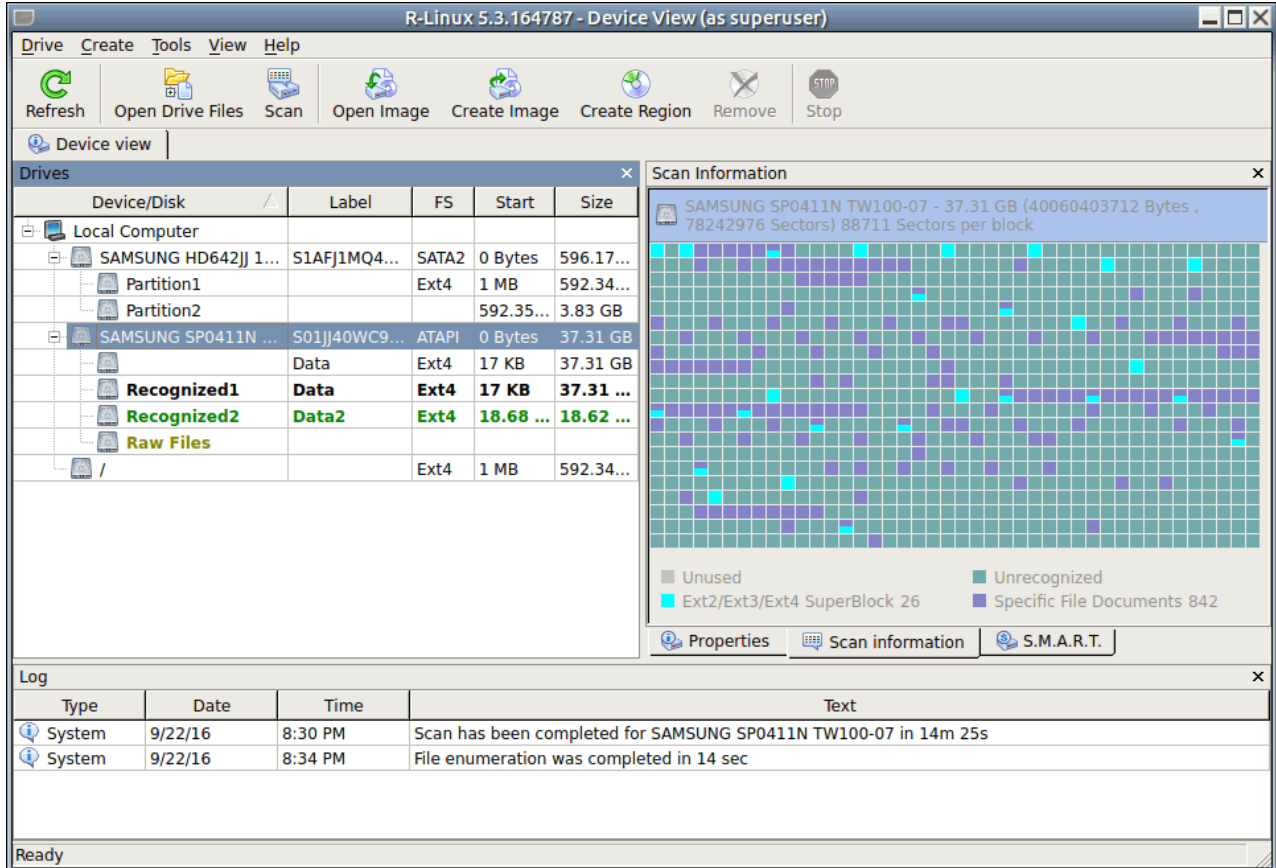 R-Linux 5.3.164787 - Device View (as superuser)
Drive Create Tools View Help
Refresh Open Drive Files Scan Open Image Create Image Create Region Remove STOP Stop
Device view
Drives
Device/Disk Label FS Start Size
Local Computer
SAMSUNG HD642JJ 1... S1AFJ1MQ4... SATA2 0 Bytes 596.17...
Partition1 Ext4 1 MB 592.34...
Partition2 592.35... 3.83 GB
SAMSUNG SP0411N ... S01JJ40WC9... ATAPI 0 Bytes 37.31 GB
Data Ext4 17 KB 37.31 GB
Recognized1 Data Ext4 17 KB 37.31 ...
Recognized2 Data2 Ext4 18.68 ... 18.62 ...
Raw Files
/ Ext4 1 MB 592.34...
Scan Information
SAMSUNG SP0411N TW100-07 - 37.31 GB (40060403712 Bytes ,
78242976 Sectors) 88711 Sectors per block
Unused Unrecognized
Ext2/Ext3/Ext4 SuperBlock 26 Specific File Documents 842
Properties Scan information S.M.A.R.T.
Log
Type Date Time Text
System 9/22/16 8:30 PM Scan has been completed for SAMSUNG SP0411N TW100-07 in 14m 25s
System 9/22/16 8:34 PM File enumeration was completed in 14 sec
Ready